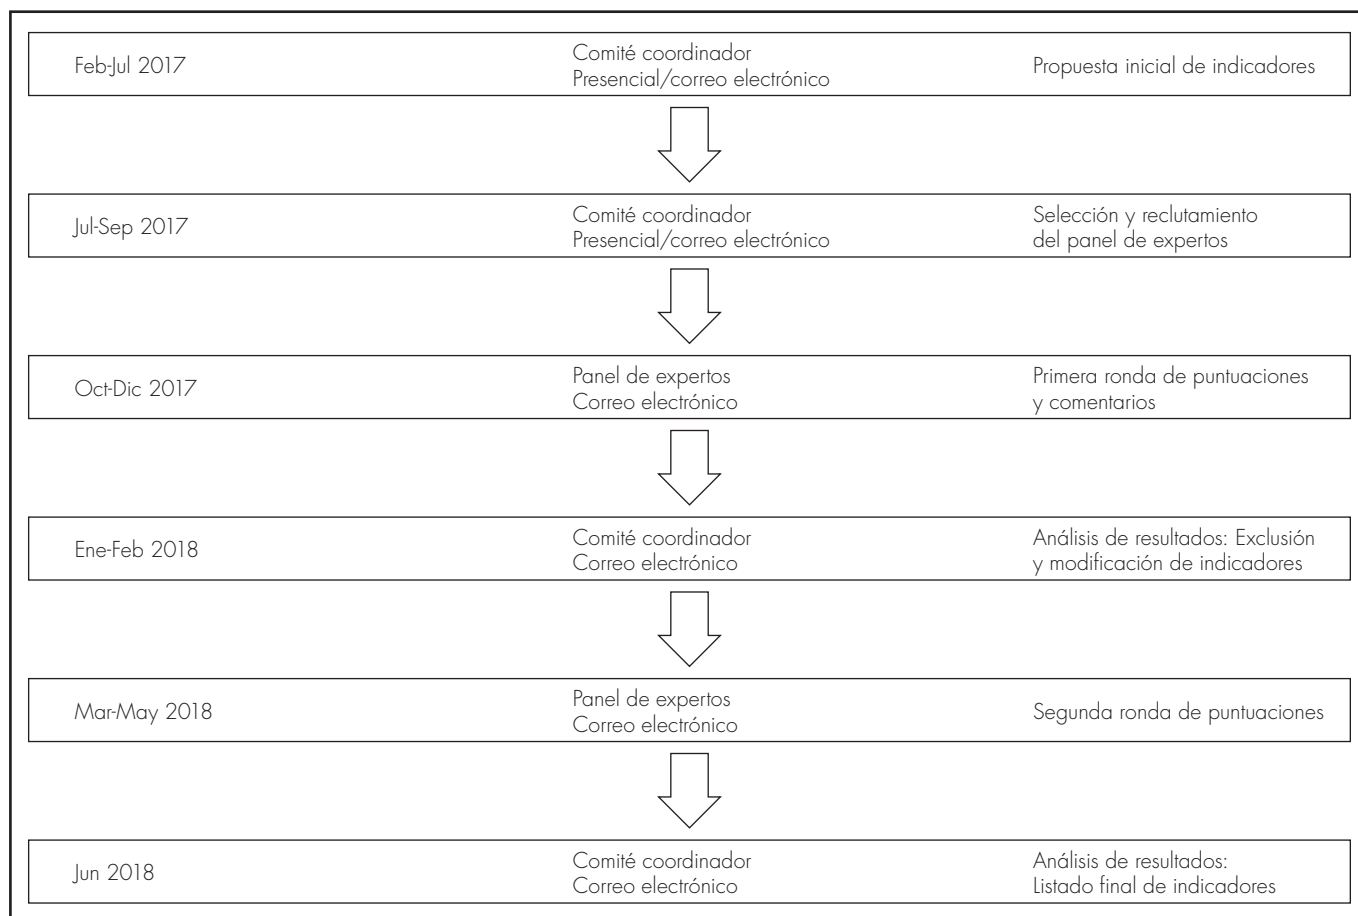 Feb-Jul 2017
Comité coordinador
Presencial/correo electrónico
Propuesta inicial de indicadores
Jul-Sep 2017
Comité coordinador
Presencial/correo electrónico
Selección y reclutamiento
del panel de expertos
Oct-Dic 2017
Panel de expertos
Correo electrónico
Primera ronda de puntuaciones
y comentarios
Ene-Feb 2018
Comité coordinador
Correo electrónico
Análisis de resultados: Exclusión
y modificación de indicadores
Mar-May 2018
Panel de expertos
Correo electrónico
Segunda ronda de puntuaciones
Jun 2018
Comité coordinador
Correo electrónico
Análisis de resultados:
Listado final de indicadores